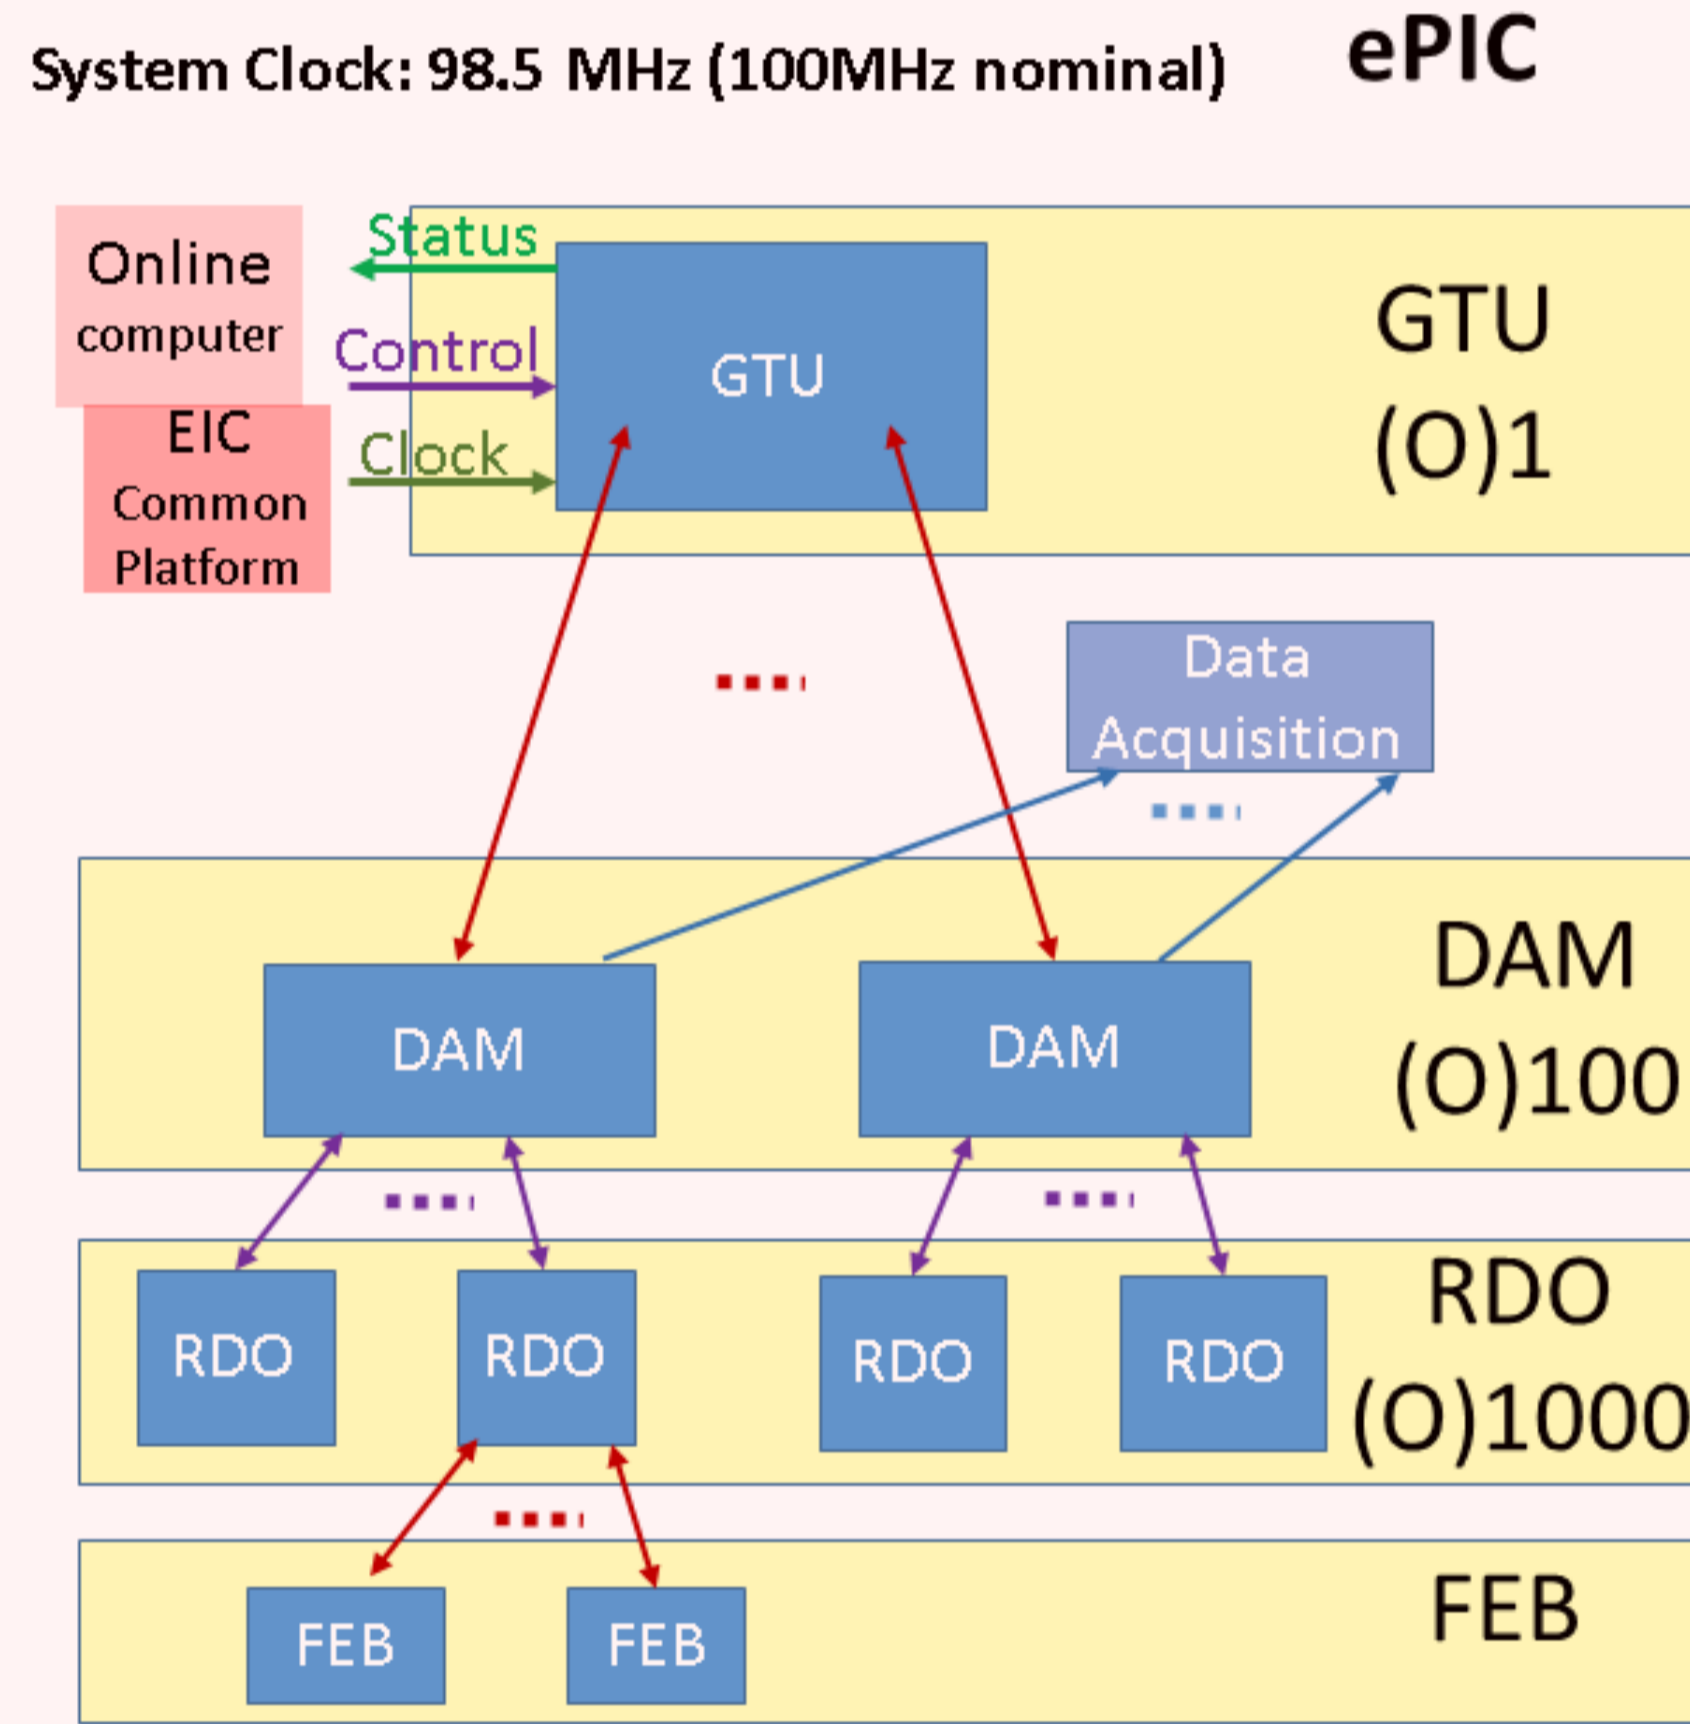 System Clock: 98.5 MHz (100MHz nominal)
ePIC
Online
computer
EIC
Common
Platform
Status
Control
Clock
GTU
GTU
(O)1
Data
Acquisition
DAM
DAM
DAM
(O)100
RDO
RDO
RDO
RDO
RDO
(O)1000
FEB
FEB
FEB